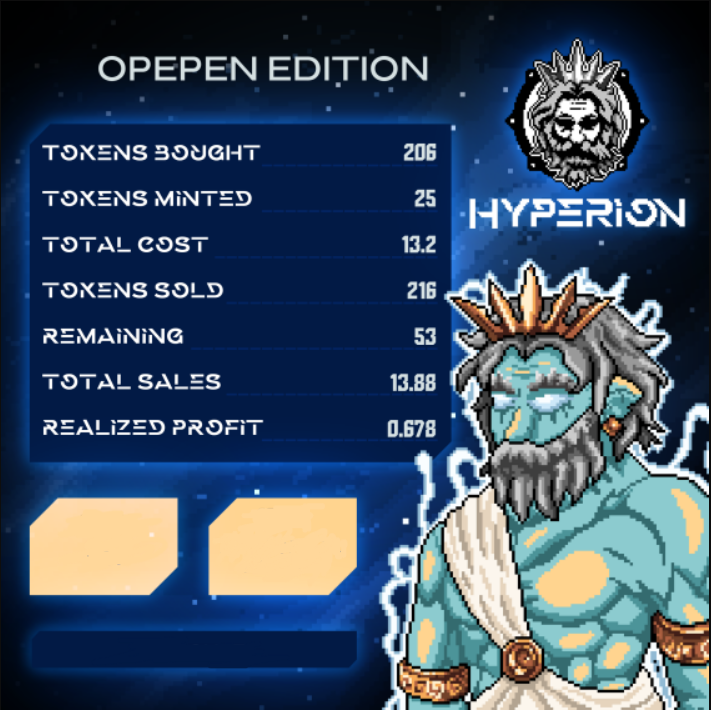 OPEPEN EDITION
TOKENS BOUGHT 206
TOKENS MINTED 25
TOTAL COST 13.2
TOKENS SOLD 216
REMAINING 53
TOTAL SALES 13.88
REALIZED PROFIT 0.678
HYPERION